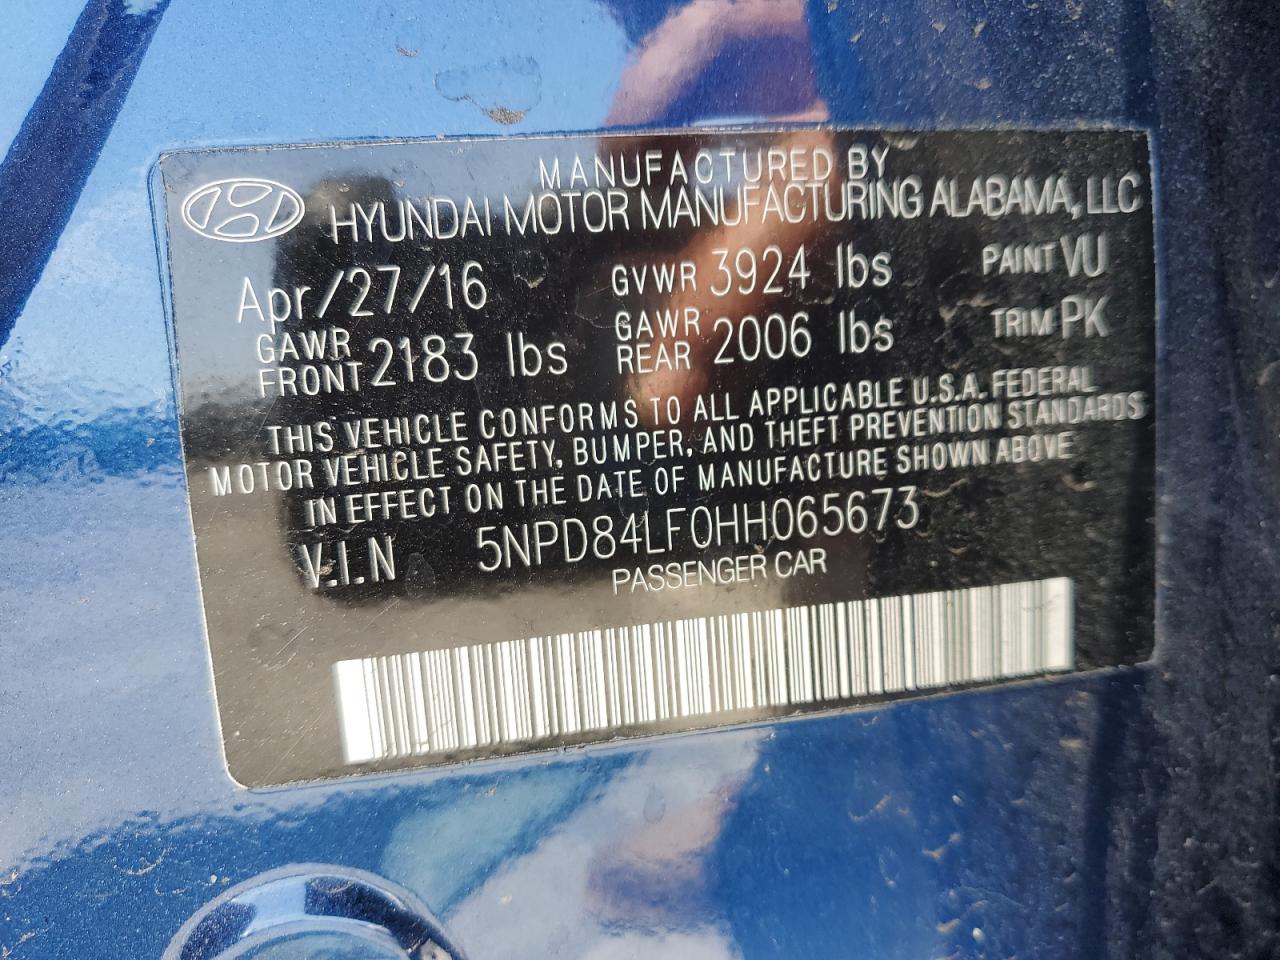 MANUFACTURED BY
HYUNDAI MOTOR MANUFACTURING ALABAMA, LLC
Apr/27/16 GVWR 3924 lbs PAINT VU
GAWR FRONT 2183 lbs GAWR REAR 2006 lbs TRIM PK
THIS VEHICLE CONFORMS TO ALL APPLICABLE U.S.A. FEDERAL
MOTOR VEHICLE SAFETY, BUMPER, AND THEFT PREVENTION STANDARDS
IN EFFECT ON THE DATE OF MANUFACTURE SHOWN ABOVE
V.I.N 5NPD84LF0HH065673
PASSENGER CAR